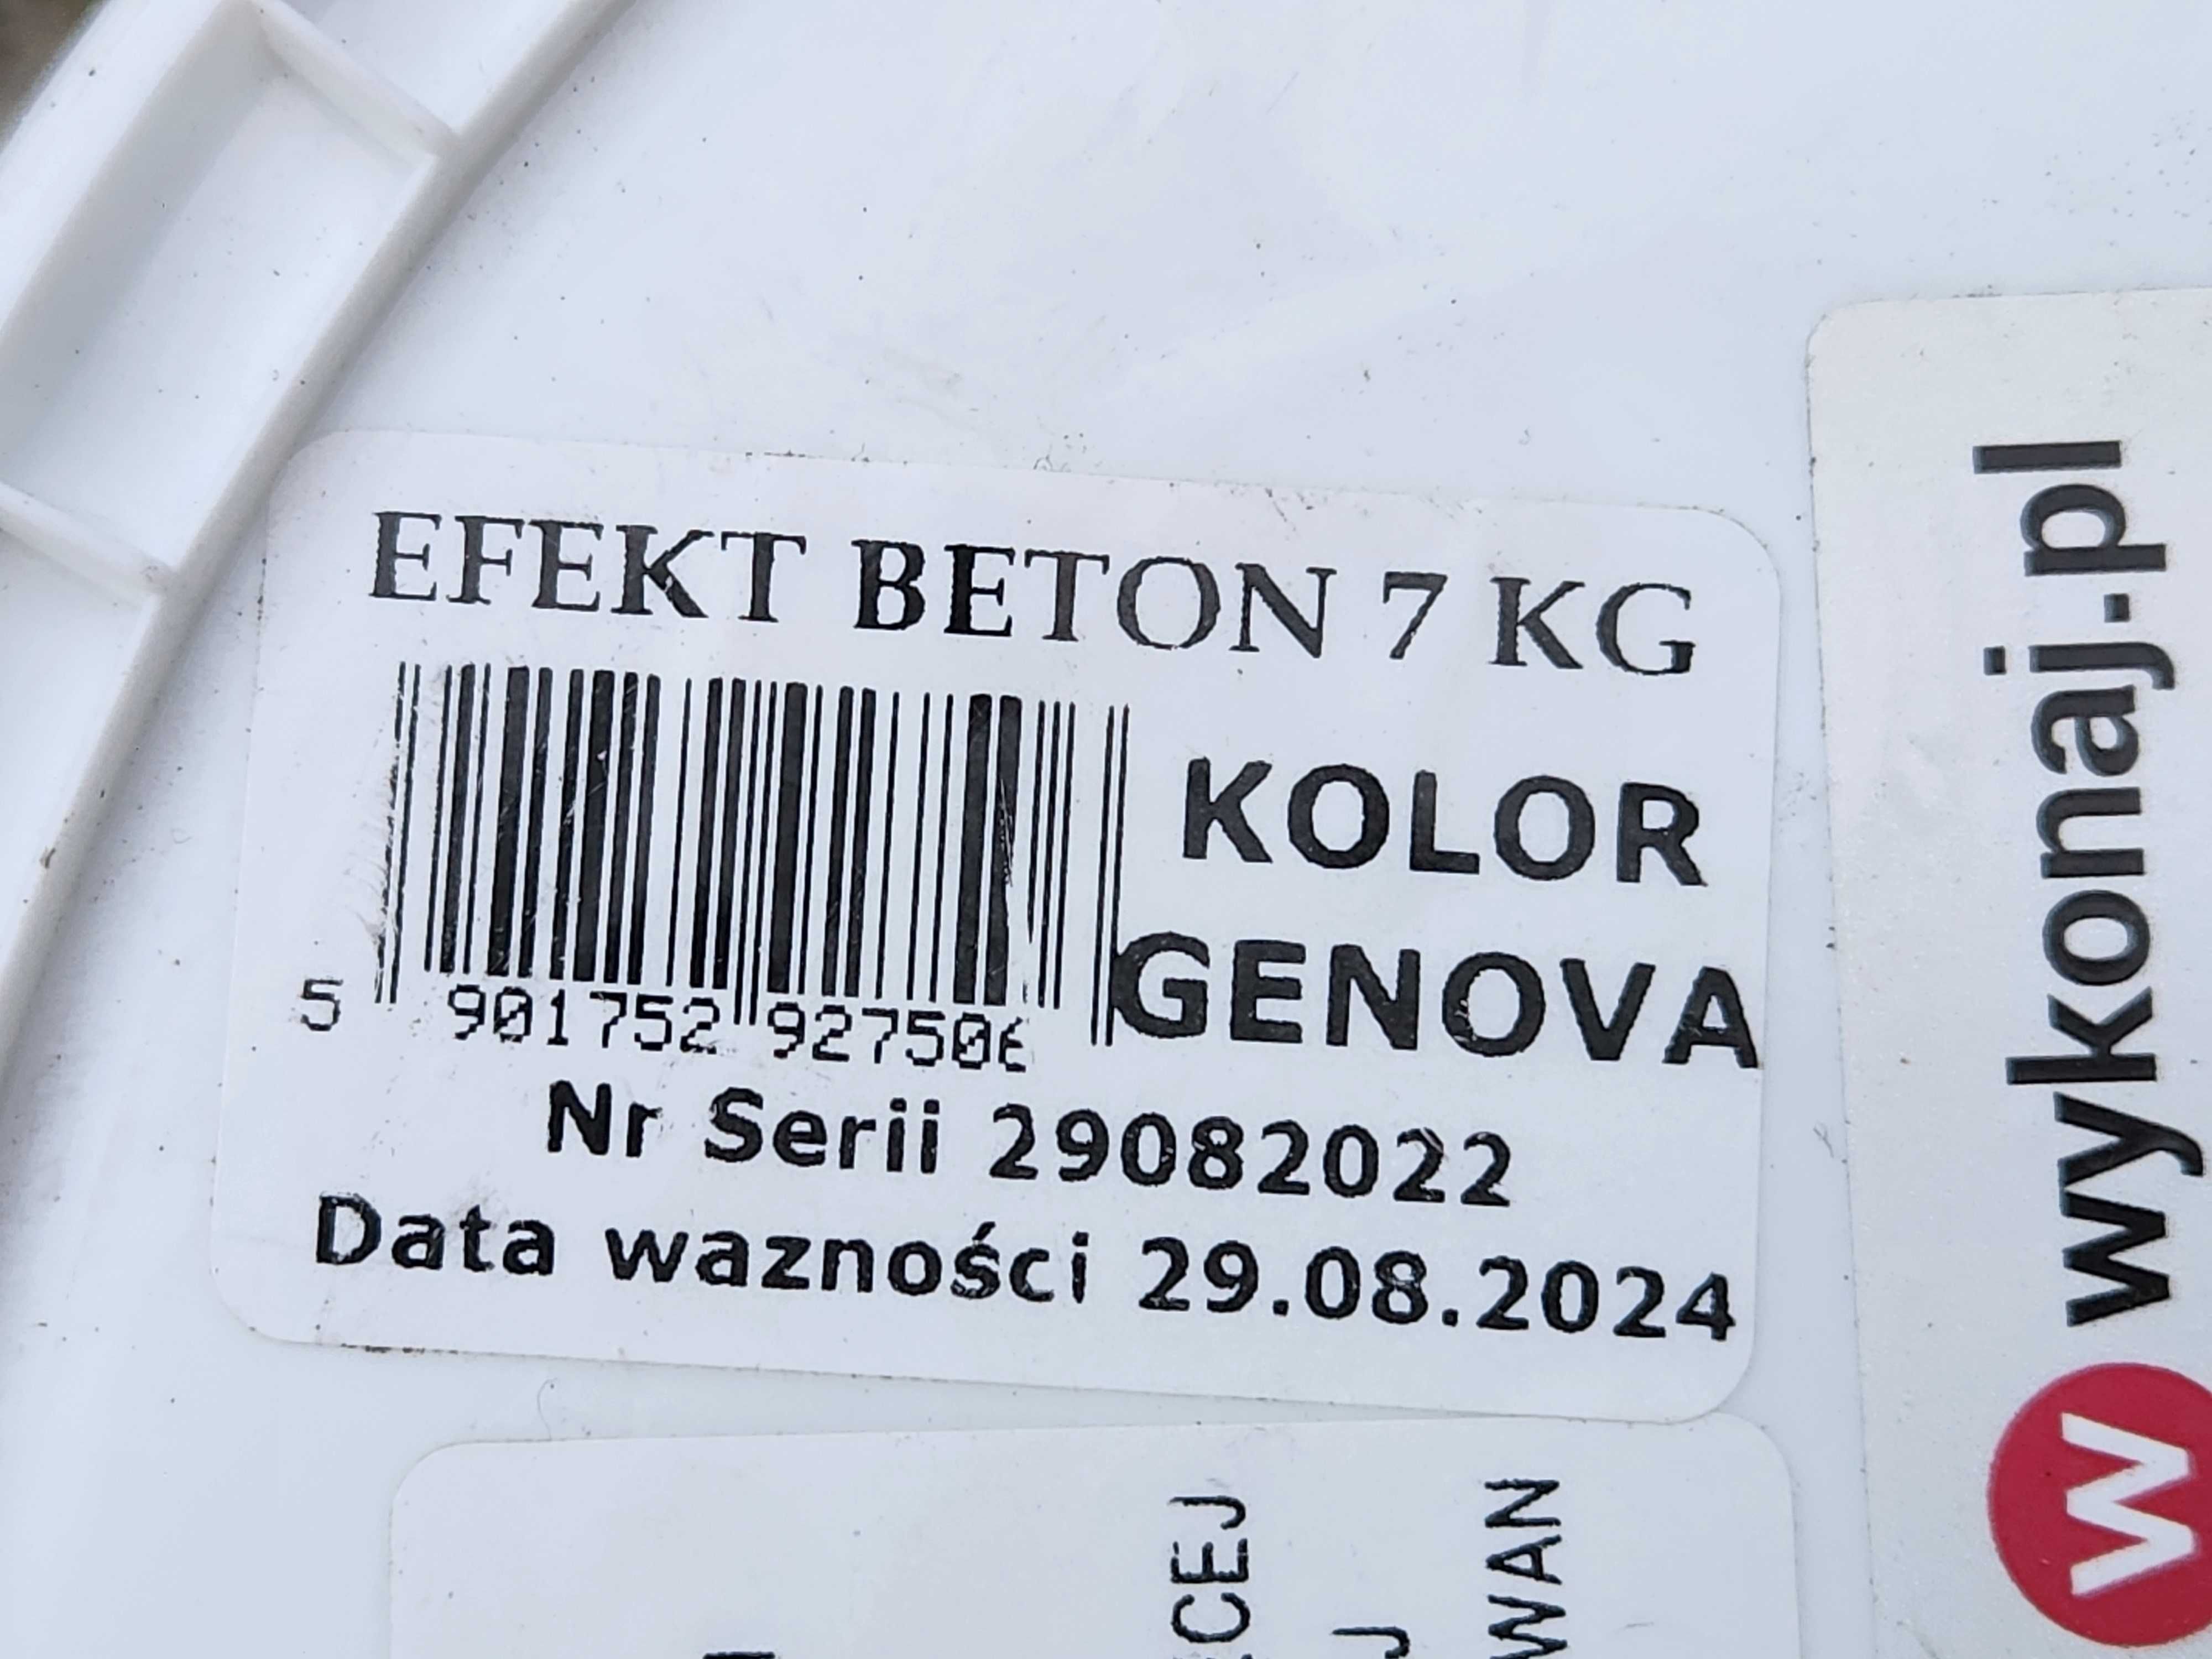 EFEKT BETON 7 KG
KOLOR
GENOVA
5 901752 927506
Nr Serii 29082022
Data wazności 29.08.2024
wykonaj.pl
w